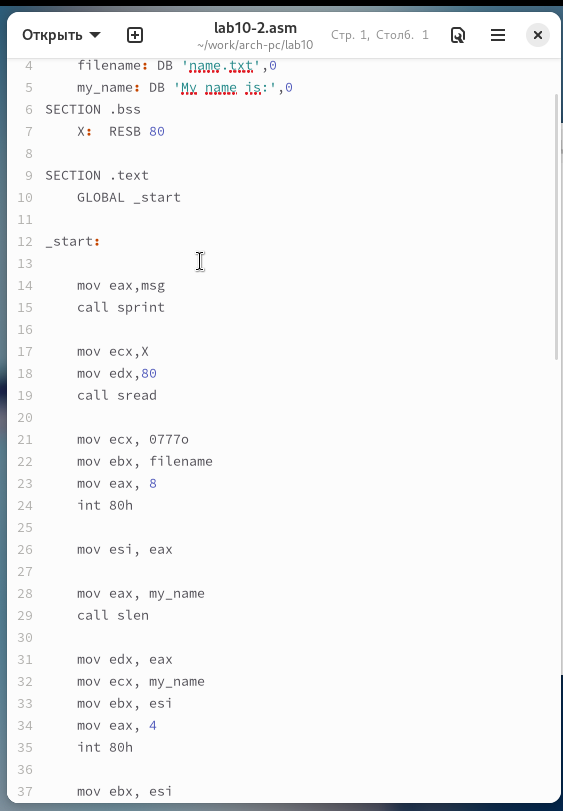 Открыть
lab10-2.asm
~/work/arch-pc/lab10
Стр. 1, Столб. 1
4 filename: DB 'name.txt',0
5 my_name: DB 'My name is:',0
6 SECTION .bss
7 X: RESB 80
8
9 SECTION .text
10 GLOBAL _start
11
12 _start:
13
14 mov eax,msg
15 call sprint
16
17 mov ecx,X
18 mov edx,80
19 call sread
20
21 mov ecx, 0777o
22 mov ebx, filename
23 mov eax, 8
24 int 80h
25
26 mov esi, eax
27
28 mov eax, my_name
29 call slen
30
31 mov edx, eax
32 mov ecx, my_name
33 mov ebx, esi
34 mov eax, 4
35 int 80h
36
37 mov ebx, esi